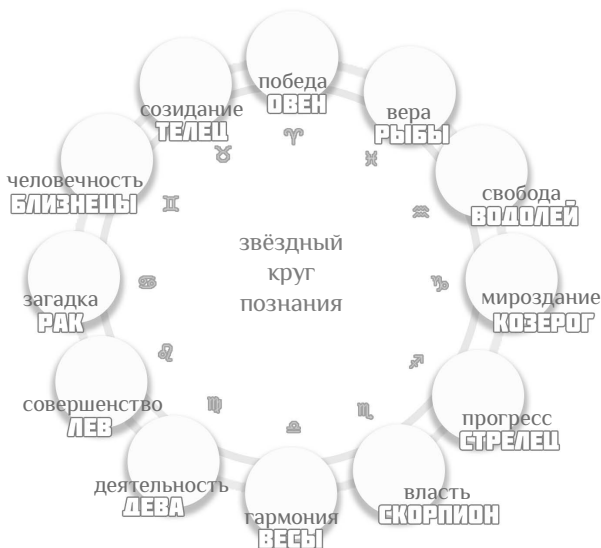 победа
ОВЕН
созидание
ТЕЛЕЦ
вера
РЫБЫ
человечность
БЛИЗНЕЦЫ
свобода
ВОДОЛЕЙ
звёздный
круг
познания
загадка
РАК
мироздание
КОЗЕРОГ
совершенство
ЛЕВ
прогресс
СТРЕЛЕЦ
деятельность
ДЕВА
власть
СКОРПИОН
гармония
ВЕСЫ